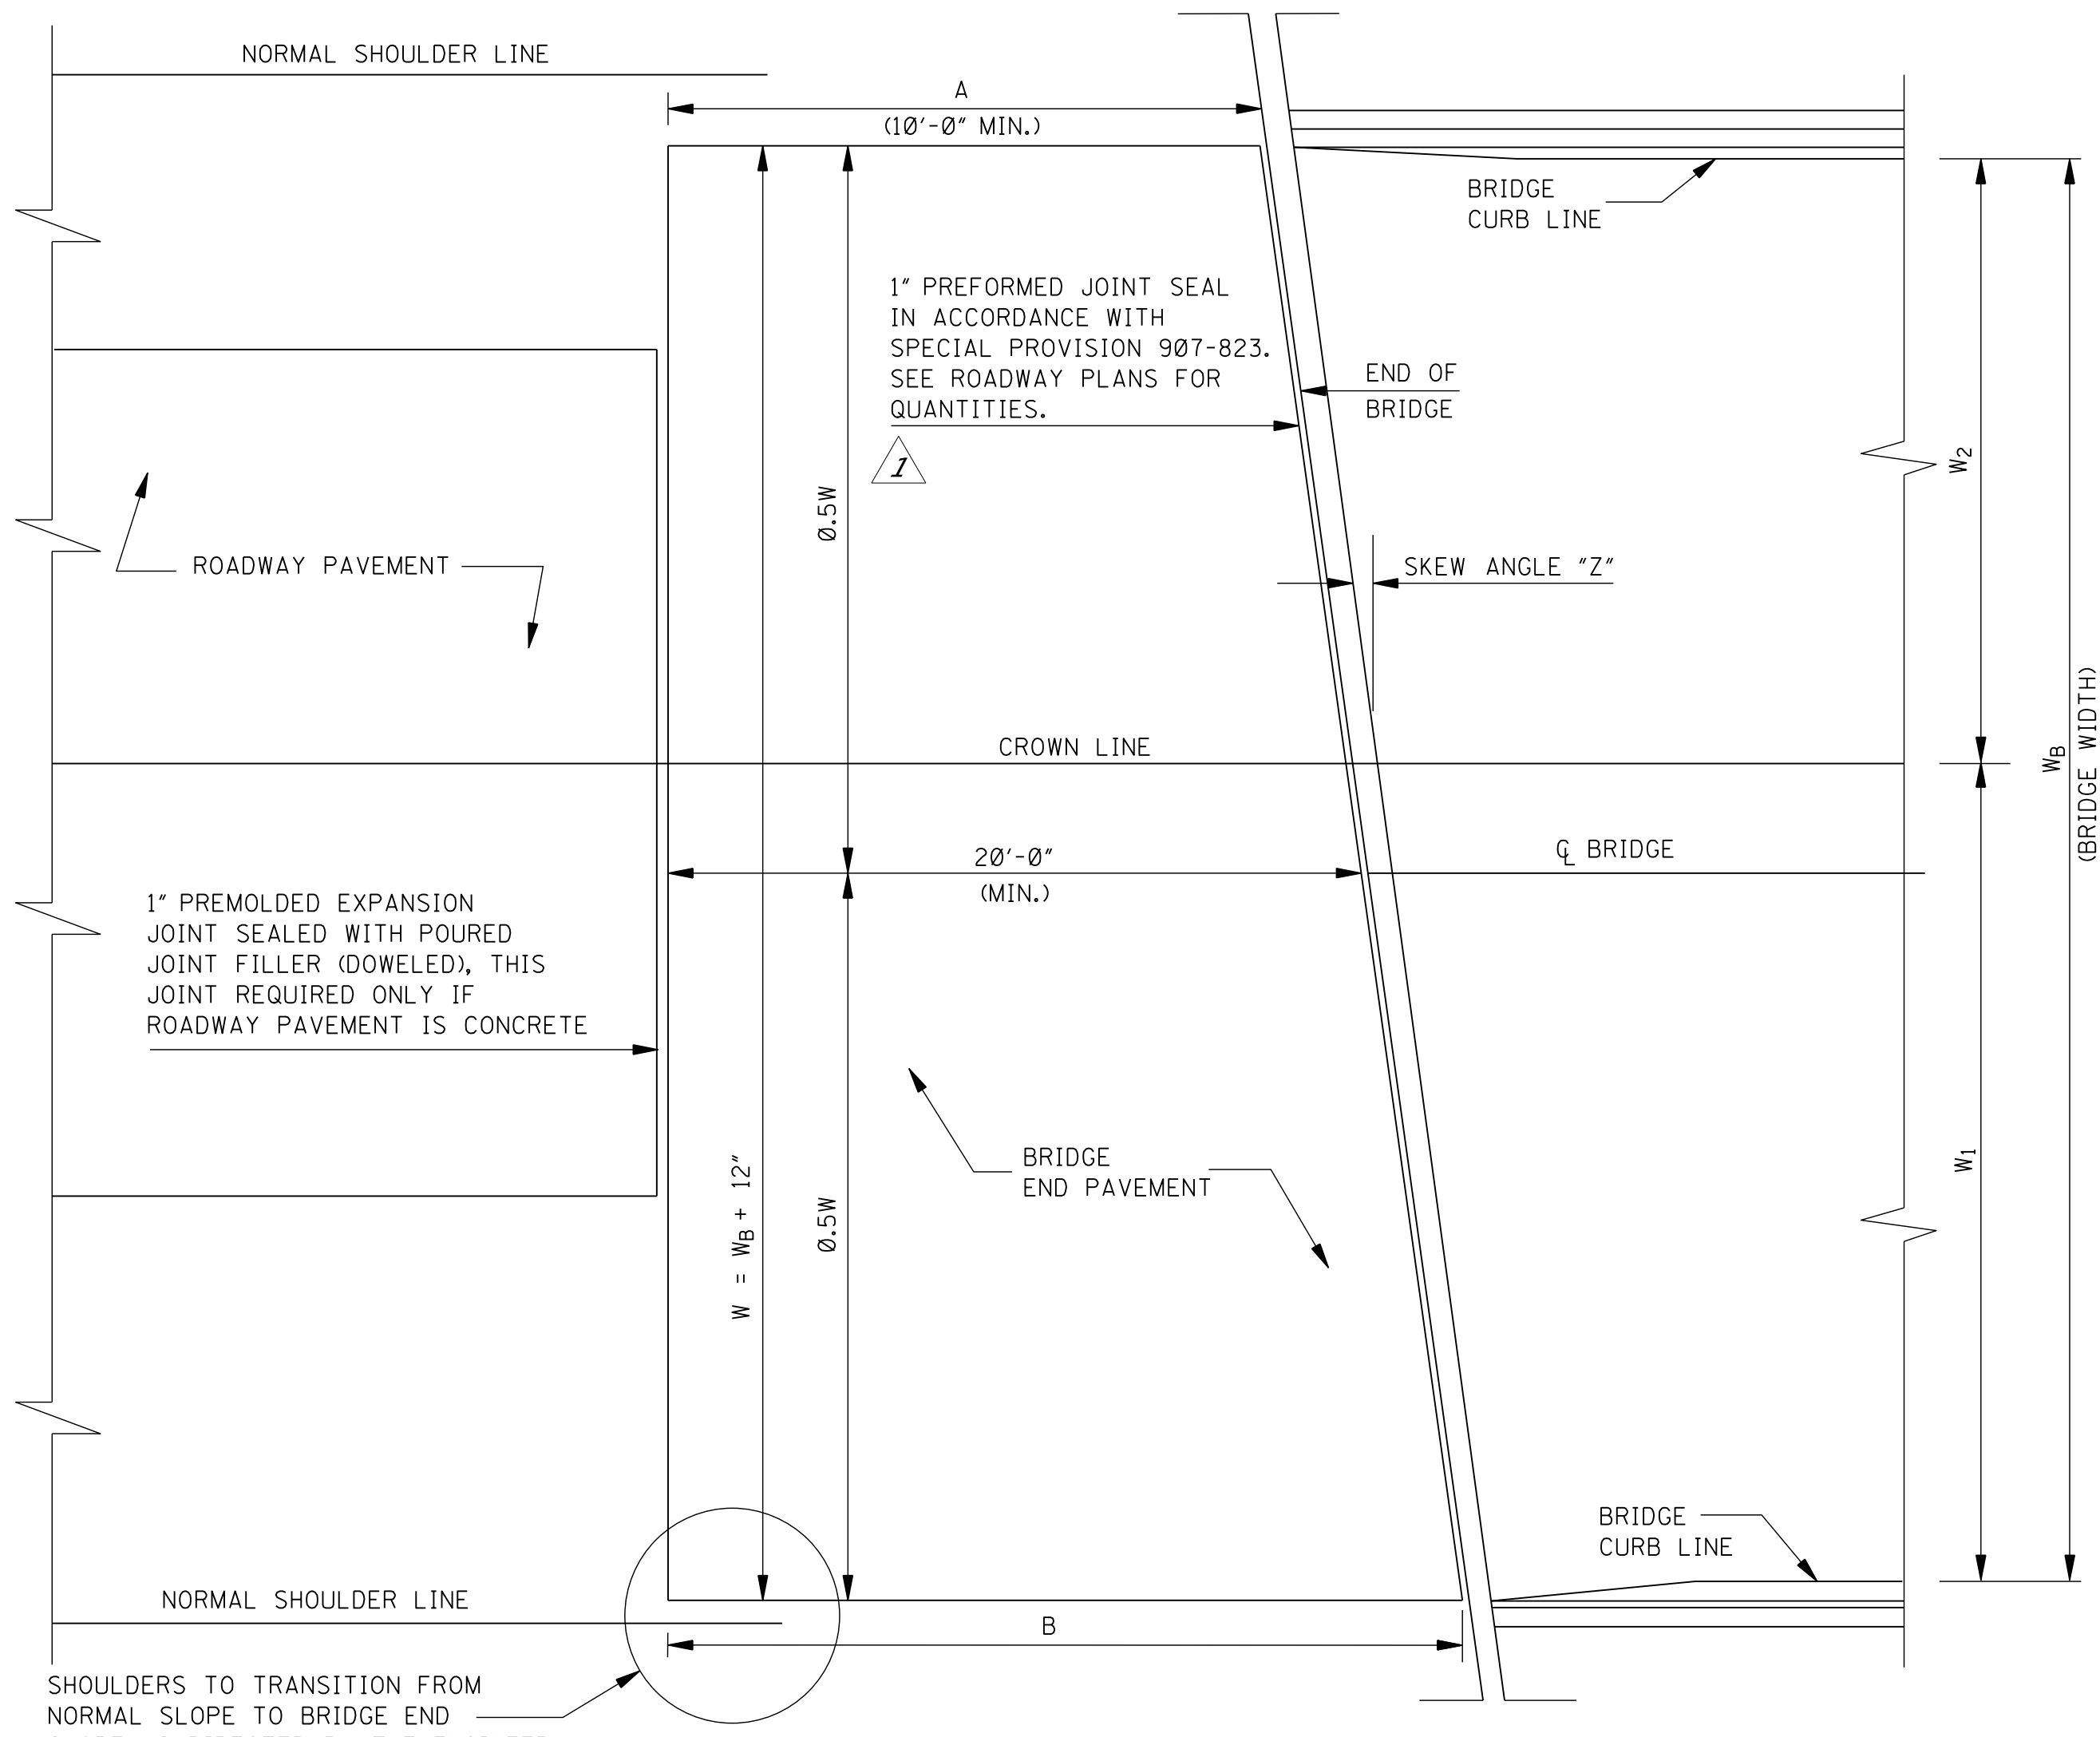 NORMAL SHOULDER LINE
A
(10'-0" MIN.)
BRIDGE
CURB LINE
1" PREFORMED JOINT SEAL
IN ACCORDANCE WITH
SPECIAL PROVISION 907-823.
SEE ROADWAY PLANS FOR
QUANTITIES.
1
END OF
BRIDGE
W2
0.5W
ROADWAY PAVEMENT
SKEW ANGLE "Z"
CROWN LINE
WB
(BRIDGE WIDTH)
℄ BRIDGE
20'-0"
(MIN.)
1" PREMOLDED EXPANSION
JOINT SEALED WITH POURED
JOINT FILLER (DOWELED), THIS
JOINT REQUIRED ONLY IF
ROADWAY PAVEMENT IS CONCRETE
BRIDGE
END PAVEMENT
W1
W = WB + 12"
0.5W
BRIDGE
CURB LINE
NORMAL SHOULDER LINE
B
SHOULDERS TO TRANSITION FROM
NORMAL SLOPE TO BRIDGE END